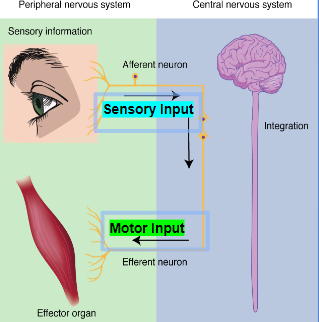 Peripheral nervous system
Central nervous system
Sensory information
Afferent neuron
Sensory Input
Integration
Motor Input
Efferent neuron
Effector organ